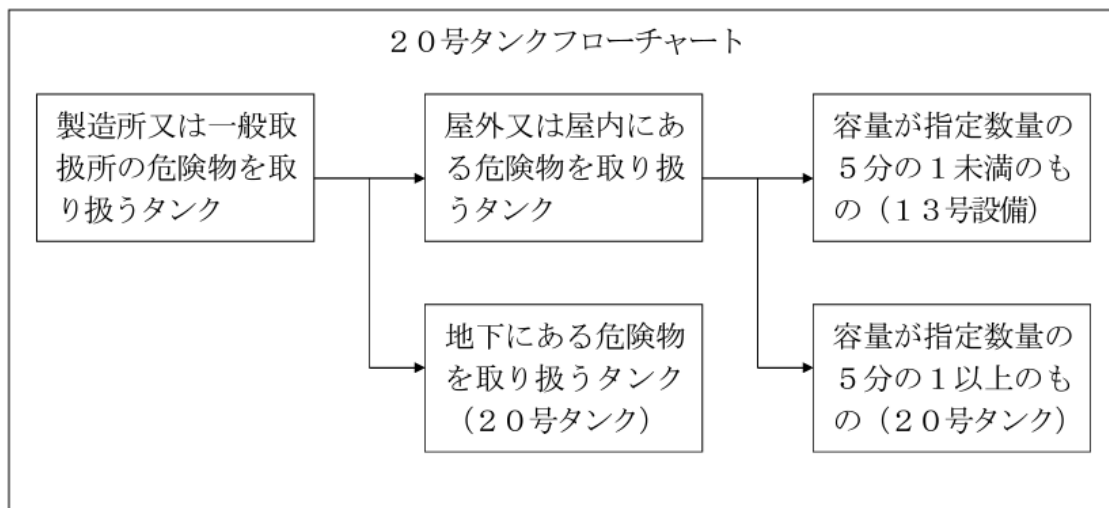 ２０号タンクフローチャート
製造所又は一般取
扱所の危険物を取
り扱うタンク
屋外又は屋内にあ
る危険物を取り扱
うタンク
容量が指定数量の
５分の１未満のも
の（１３号設備）
地下にある危険物
を取り扱うタンク
（２０号タンク）
容量が指定数量の
５分の１以上のも
の（２０号タンク）